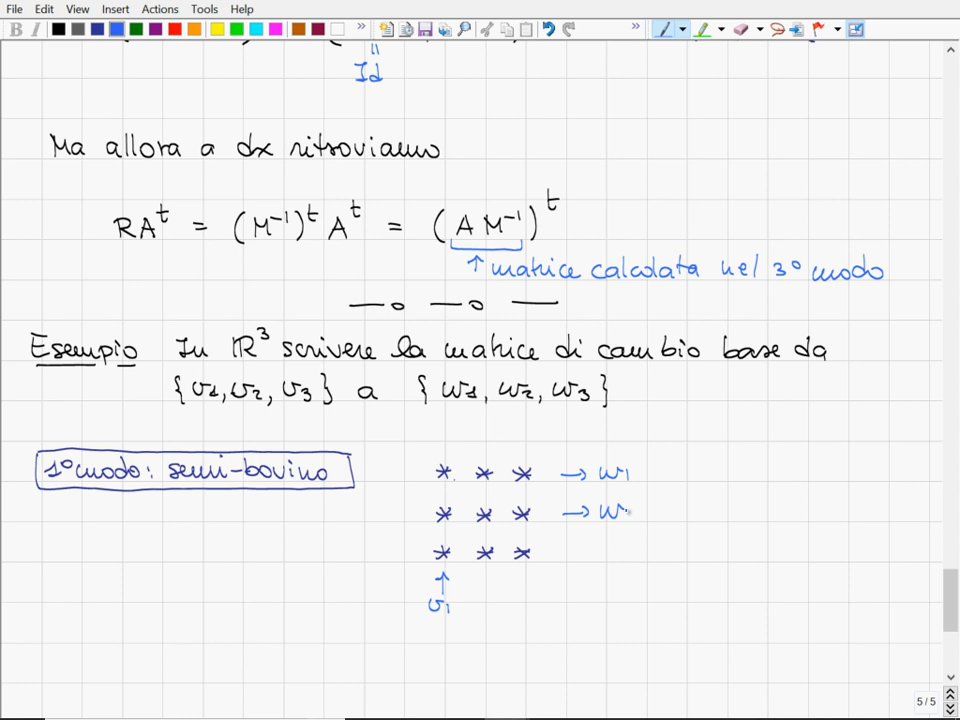 File Edit View Insert Actions Tools Help
B I » »
Id
Ma allora a dx ritroviamo
RA^t = (M^-1)^t A^t = (A M^-1)^t
↑ matrice calcolata nel 3° modo
—o —o —
Esempio In ℝ^3 scrivere la matrice di cambio base da
{v1, v2, v3} a {w1, w2, w3}
1° modo: semi-bovino * * * → w1
* * * → w
* * *
↑
v1
5 / 5